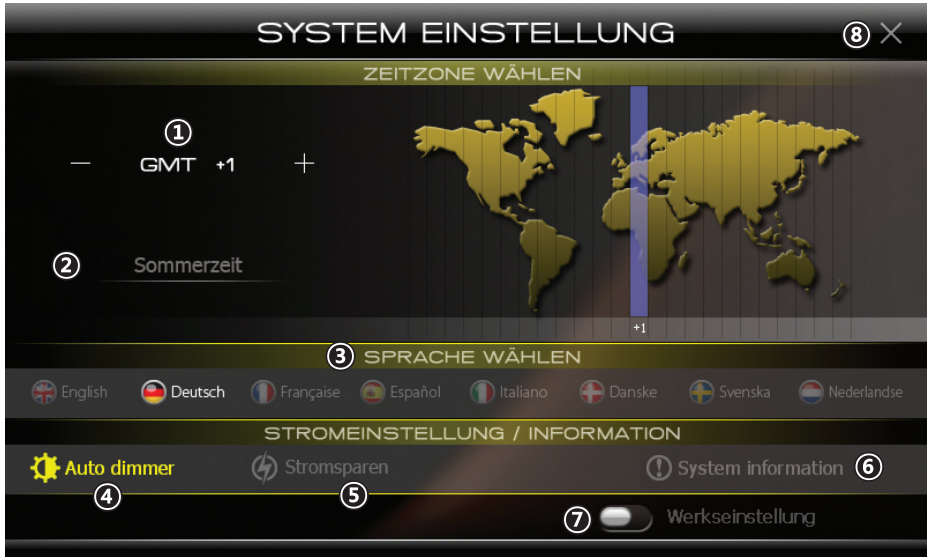 SYSTEM EINSTELLUNG
⑧
ZEITZONE WÄHLEN
①
GMT +1
② Sommerzeit
+1
③ SPRACHE WÄHLEN
English Deutsch Française Español Italiano Danske Svenska Nederlandse
STROMEINSTELLUNG / INFORMATION
Auto dimmer Stromsparen System information ⑥
④ ⑤
⑦ Werkseinstellung